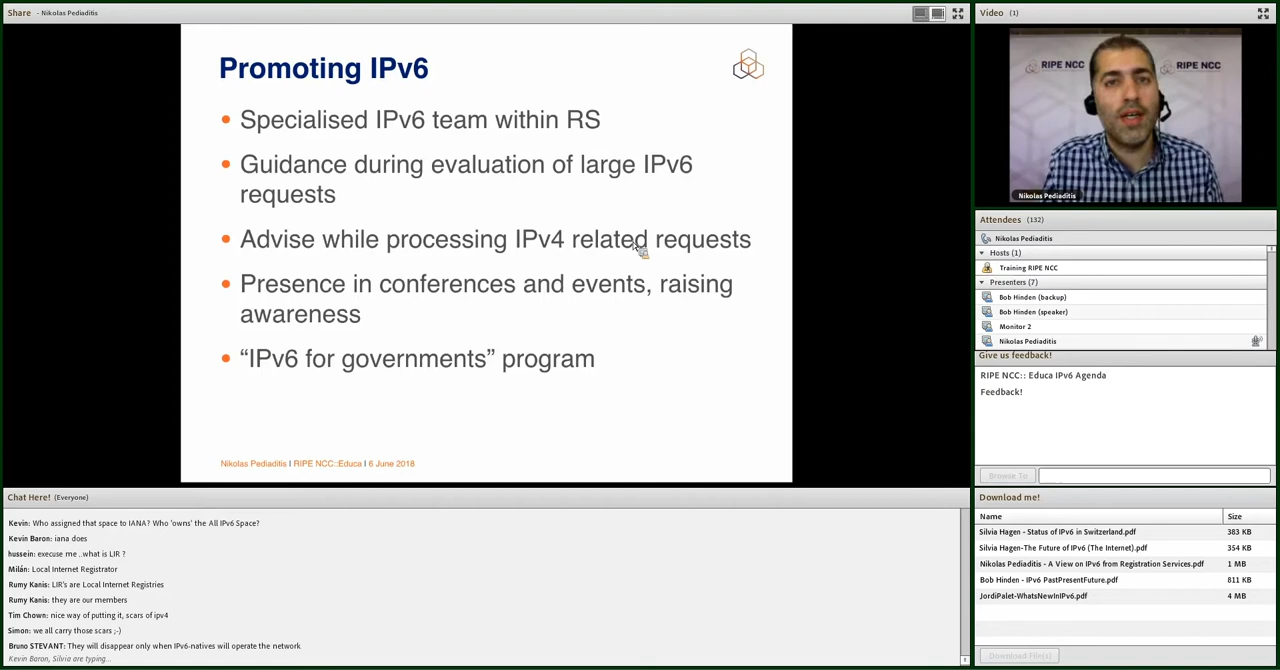 Share - Nikolas Pediaditis
Promoting IPv6
• Specialised IPv6 team within RS
• Guidance during evaluation of large IPv6
requests
• Advise while processing IPv4 related requests
• Presence in conferences and events, raising
awareness
• “IPv6 for governments” program
Nikolas Pediaditis I RIPE NCC::Educa I 6 June 2018
Chat Here! (Everyone)
Kevin: Who assigned that space to IANA? Who 'owns' the All IPv6 Space?
Kevin Baron: iana does
hussein: execuse me ..what is LIR ?
Milán: Local Internet Registrator
Rumy Kanis: LIR's are Local Internet Registries
Rumy Kanis: they are our members
Tim Chown: nice way of putting it, scars of ipv4
Simon: we all carry those scars ;-)
Bruno STEVANT: They will disappear only when IPv6-natives will operate the network
Kevin Baron, Silvia are typing...
Video (1)
RIPE NCC
RIPE NCC
Nikolas Pediaditis
Attendees (132)
Nikolas Pediaditis
Hosts (1)
Training RIPE NCC
Presenters (7)
Bob Hinden (backup)
Bob Hinden (speaker)
Monitor 2
Nikolas Pediaditis
Give us feedback!
RIPE NCC:: Educa IPv6 Agenda
Feedback!
Browse To
Download me!
Name Size
Silvia Hagen - Status of IPv6 in Switzerland.pdf 383 KB
Silvia Hagen-The Future of IPv6 (The Internet).pdf 354 KB
Nikolas Pediaditis - A View on IPv6 from Registration Services.pdf 1 MB
Bob Hinden - IPv6 PastPresentFuture.pdf 811 KB
JordiPalet-WhatsNewInIPv6.pdf 4 MB
Download File(s)